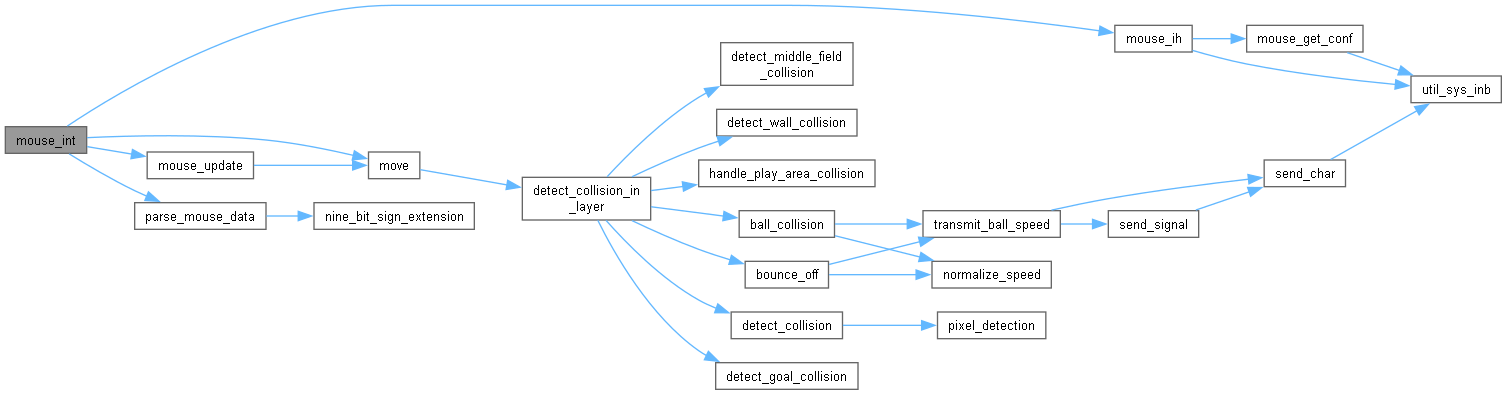 mouse_int
mouse_update
parse_mouse_data
move
nine_bit_sign_extension
detect_collision_in
_layer
detect_middle_field
_collision
detect_wall_collision
handle_play_area_collision
ball_collision
bounce_off
detect_collision
detect_goal_collision
transmit_ball_speed
normalize_speed
pixel_detection
send_signal
send_char
mouse_ih
mouse_get_conf
util_sys_inb